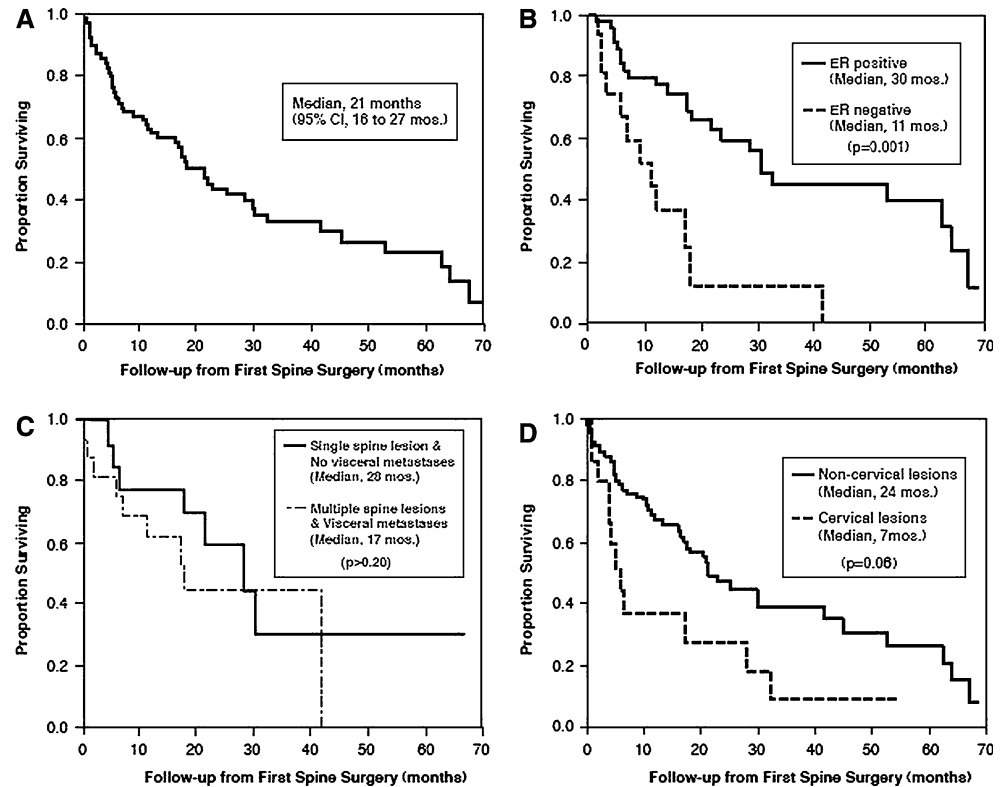 A
1.0
0.8
0.6
0.4
0.2
0.0
Proportion Surviving
Median, 21 months
(95% CI, 16 to 27 mos.)
0 10 20 30 40 50 60 70
Follow-up from First Spine Surgery (months)
B
1.0
0.8
0.6
0.4
0.2
0.0
Proportion Surviving
ER positive
(Median, 30 mos.)
ER negative
(Median, 11 mos.)
(p=0.001)
0 10 20 30 40 50 60 70
Follow-up from First Spine Surgery (months)
C
1.0
0.8
0.6
0.4
0.2
0.0
Proportion Surviving
Single spine lesion &
No visceral metastases
(Median, 28 mos.)
Multiple spine lesions
& Visceral metastases
(Median, 17 mos.)
(p>0.20)
0 10 20 30 40 50 60 70
Follow-up from First Spine Surgery (months)
D
1.0
0.8
0.6
0.4
0.2
0.0
Proportion Surviving
Non-cervical lesions
(Median, 24 mos.)
Cervical lesions
(Median, 7mos.)
(p=0.06)
0 10 20 30 40 50 60 70
Follow-up from First Spine Surgery (months)